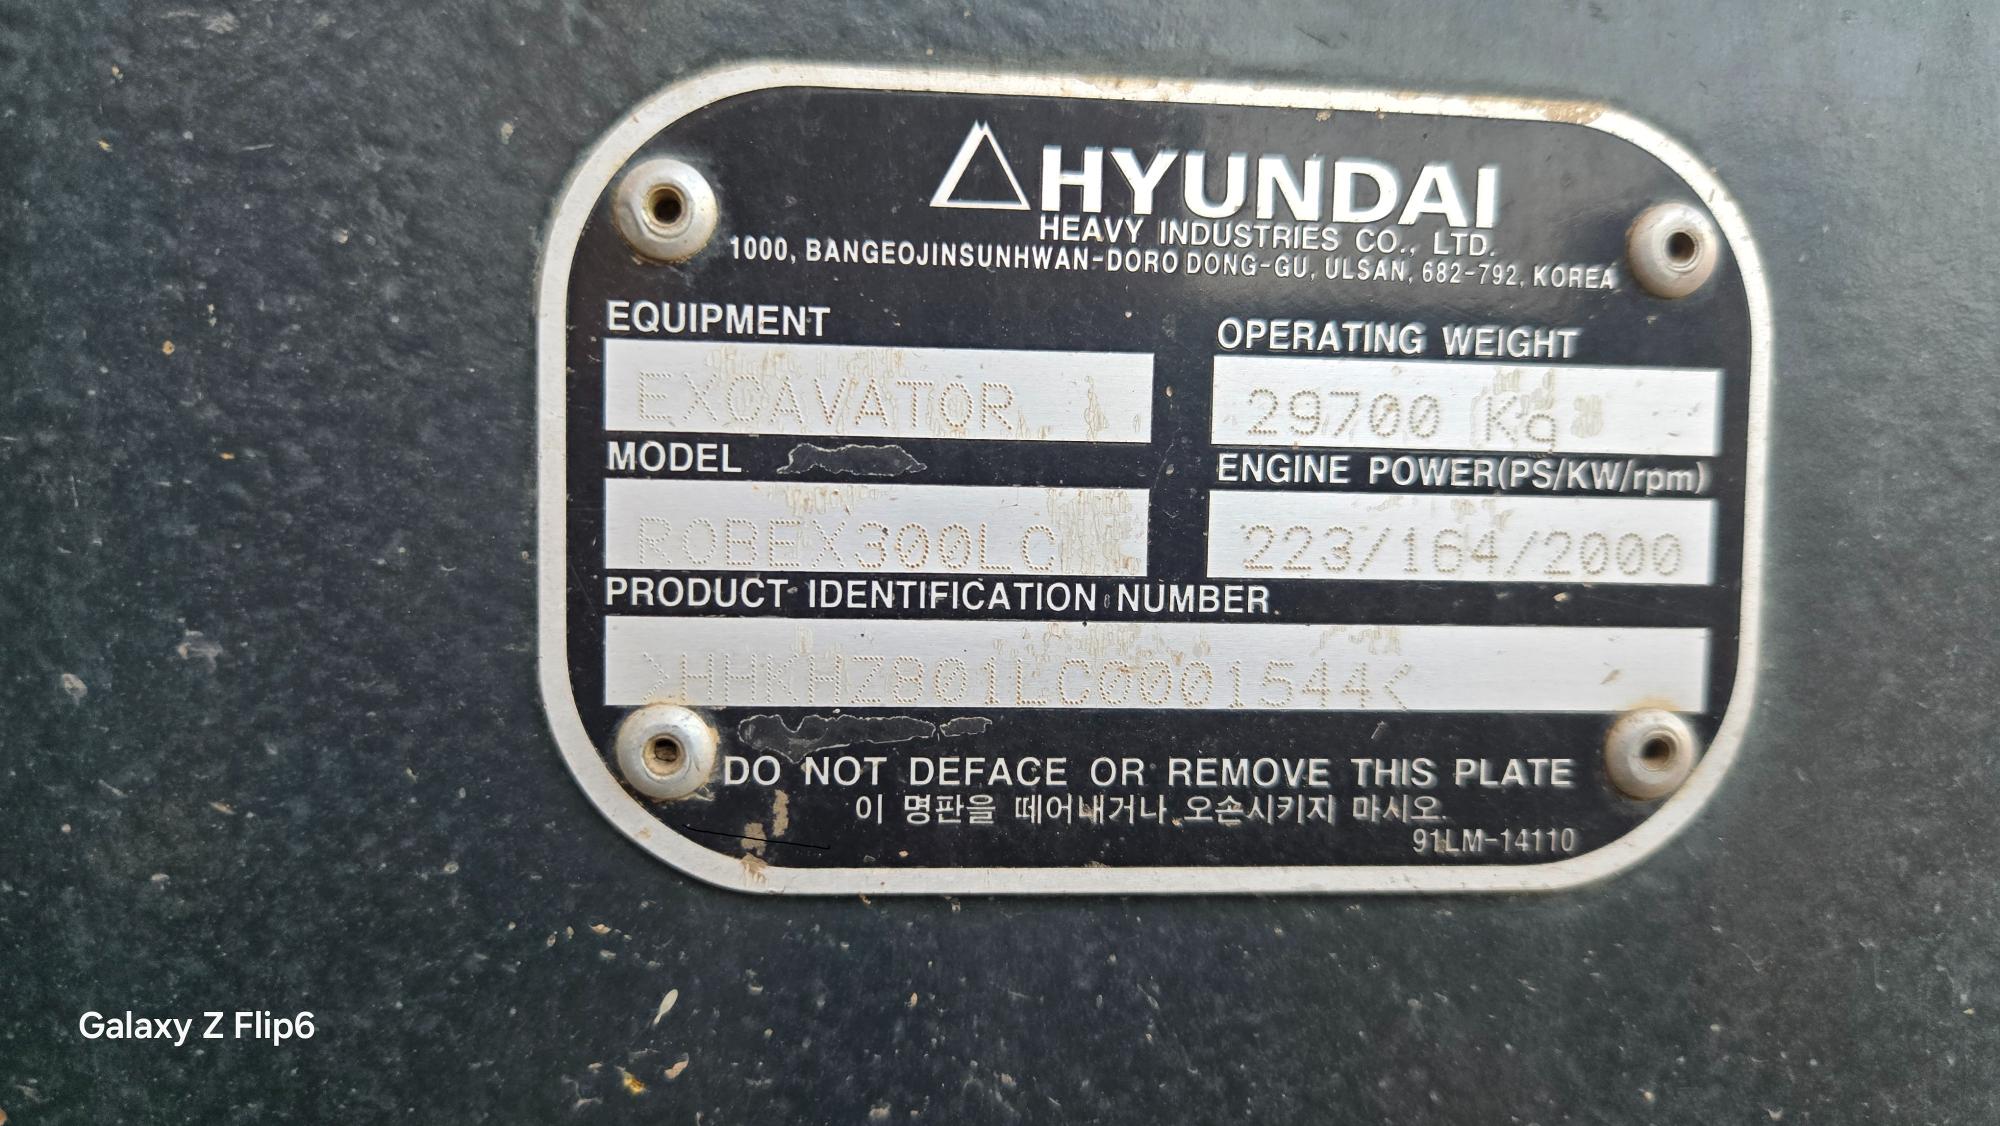 HYUNDAI
HEAVY INDUSTRIES CO., LTD.
1000, BANGEOJINSUNHWAN-DORO DONG-GU, ULSAN, 682-792, KOREA
EQUIPMENT
EXCAVATOR
OPERATING WEIGHT
29700 Kg
MODEL
ROBEX300LC
ENGINE POWER(PS/KW/rpm)
223/164/2000
PRODUCT IDENTIFICATION NUMBER
>HHKHZ801LC0001544<
DO NOT DEFACE OR REMOVE THIS PLATE
이 명판을 떼어내거나 오손시키지 마시오.
91LM-14110
Galaxy Z Flip6